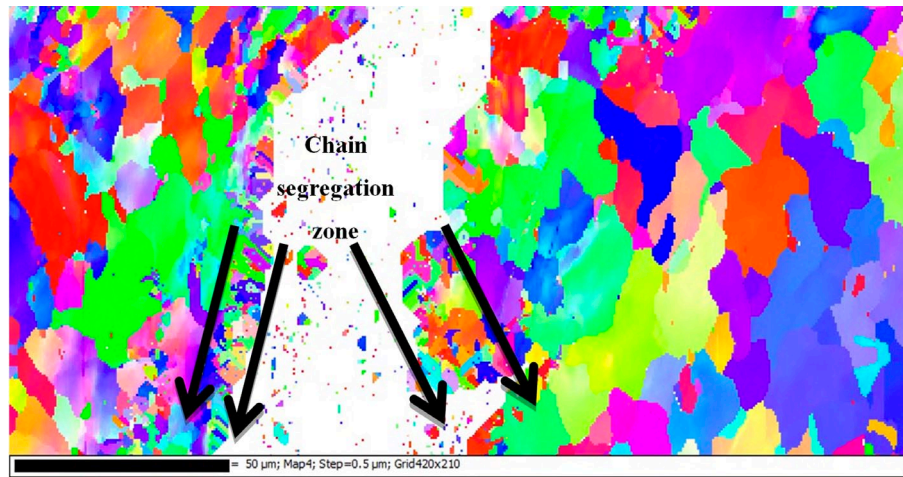 Chain
segregation
zone
= 50 µm; Map4; Step=0.5 µm; Grid420x210